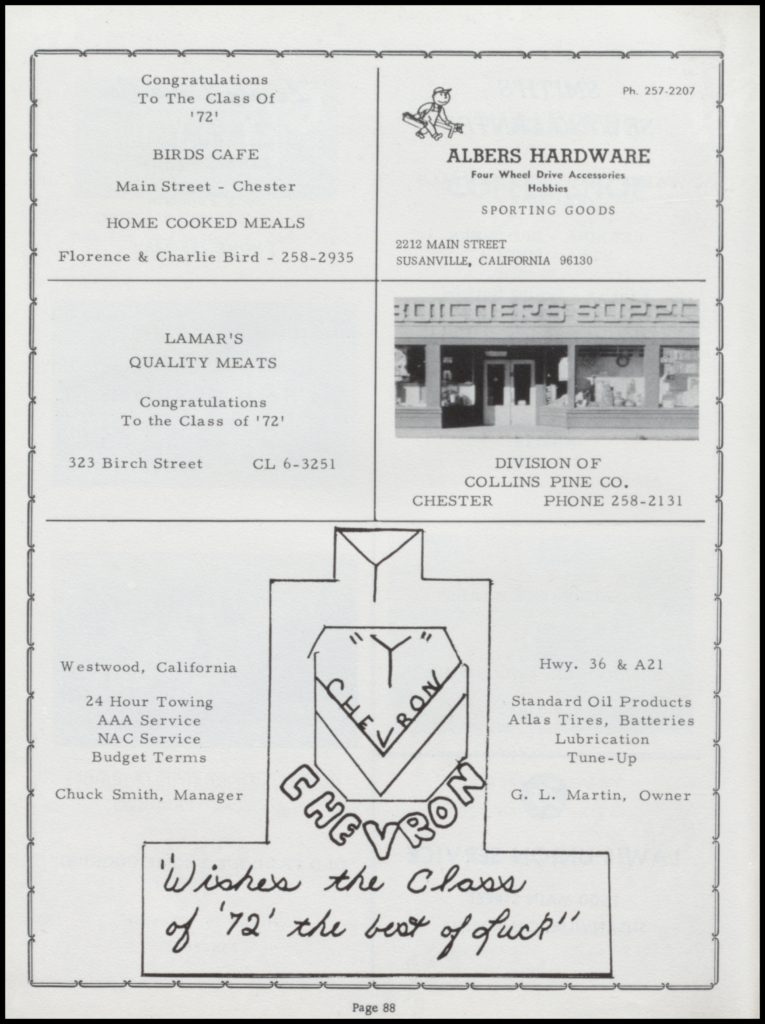 Congratulations
To The Class Of
'72'
BIRDS CAFE
Main Street - Chester
HOME COOKED MEALS
Florence & Charlie Bird - 258-2935
Ph. 257-2207
ALBERS HARDWARE
Four Wheel Drive Accessories
Hobbies
SPORTING GOODS
2212 MAIN STREET
SUSANVILLE, CALIFORNIA 96130
LAMAR'S
QUALITY MEATS
Congratulations
To the Class of '72'
323 Birch Street CL 6-3251
BUILDERS SUPPL
DIVISION OF
COLLINS PINE CO.
CHESTER PHONE 258-2131
Westwood, California
24 Hour Towing
AAA Service
NAC Service
Budget Terms
Chuck Smith, Manager
"Y"
CHEVRON
CHEVRON
Hwy. 36 & A21
Standard Oil Products
Atlas Tires, Batteries
Lubrication
Tune-Up
G. L. Martin, Owner
"Wishes the Class
of '72' the best of Luck"
Page 88